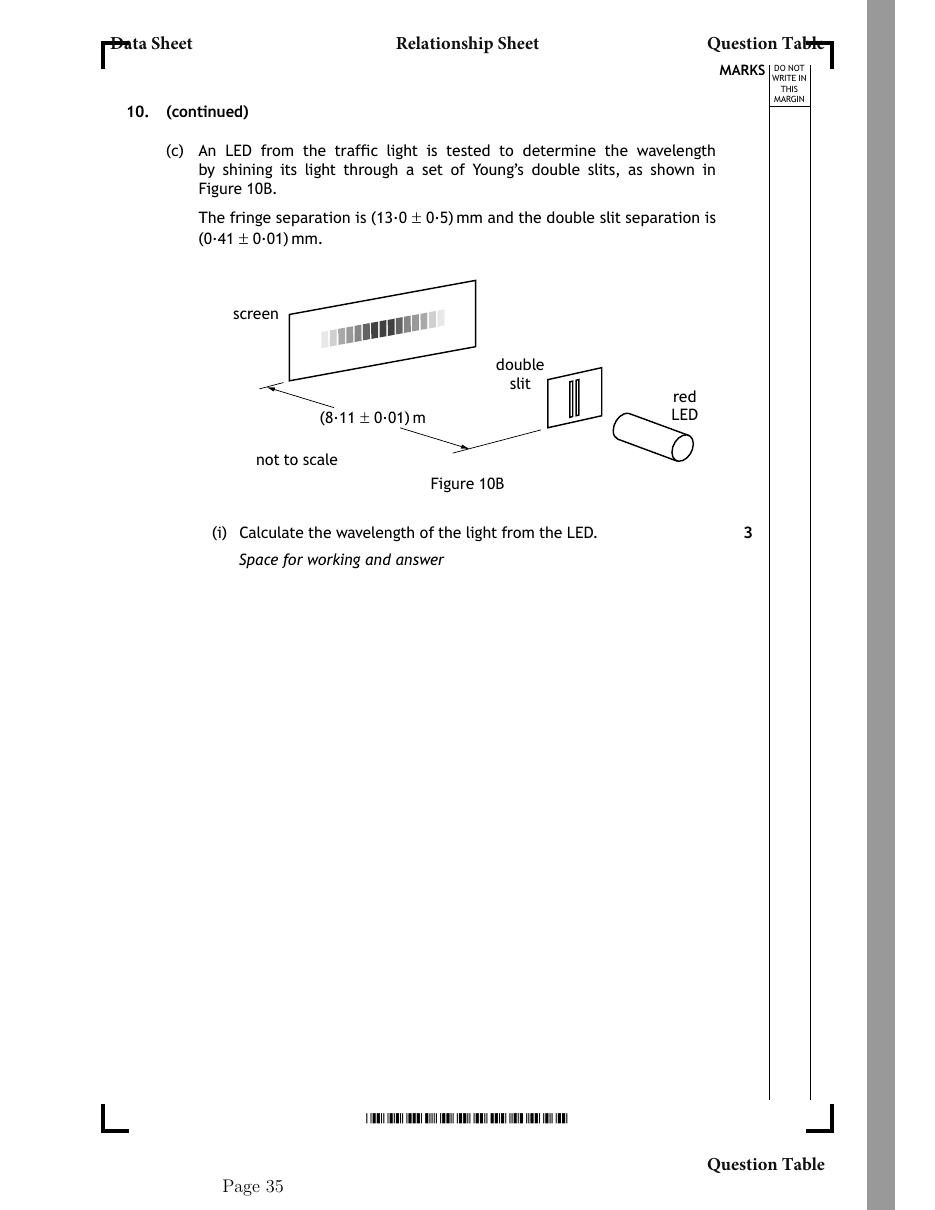 Data Sheet Relationship Sheet Question Table
MARKS
DO NOT
WRITE IN
THIS
MARGIN
10. (continued)
(c) An LED from the traffic light is tested to determine the wavelength
by shining its light through a set of Young’s double slits, as shown in
Figure 10B.
The fringe separation is (13·0 ± 0·5) mm and the double slit separation is
(0·41 ± 0·01) mm.
screen
double
slit
red
LED
(8·11 ± 0·01) m
not to scale
Figure 10B
(i) Calculate the wavelength of the light from the LED. 3
Space for working and answer
Question Table
Page 35